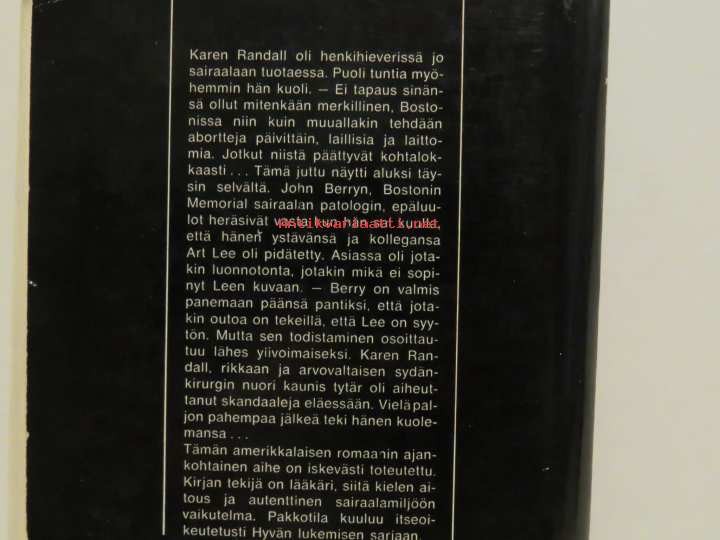 Karen Randall oli henkihieverissä jo
sairaalaan tuotaessa. Puoli tuntia myö-
hemmin hän kuoli. — Ei tapaus sinän-
sä ollut mitenkään merkillinen, Bosto-
nissa niin kuin muuallakin tehdään
abortteja päivittäin, laillisia ja laitto-
mia. Jotkut niistä päättyvät kohtalok-
kaasti... Tämä juttu näytti aluksi täy-
sin selvältä. John Berryn, Bostonin
Memorial sairaalan patologin, epäluu-
lot heräsivät vasta kun hän sai kuulla,
että hänen ystävänsä ja kollegansa
Art Lee oli pidätetty. Asiassa oli jota-
kin luonnotonta, jotakin mikä ei sopi-
nyt Leen kuvaan. — Berry on valmis
panemaan päänsä pantiksi, että jota-
kin outoa on tekeillä, että Lee on syy-
tön. Mutta sen todistaminen osoittau-
tuu lähes ylivoimaiseksi. Karen Ran-
dall, rikkaan ja arvovaltaisen sydän-
kirurgin nuori kaunis tytär oli aiheut-
tanut skandaaleja eläessään. Vielä pal-
jon pahempaa jälkeä teki hänen kuole-
mansa...
Tämän amerikkalaisen romaanin ajan-
kohtainen aihe on iskevästi toteutettu.
Kirjan tekijä on lääkäri, siitä kielen ai-
tous ja autenttinen sairaalamiljöön
vaikutelma. Pakkotila kuuluu itseoi-
keutetusti Hyvän lukemisen sarjaan.